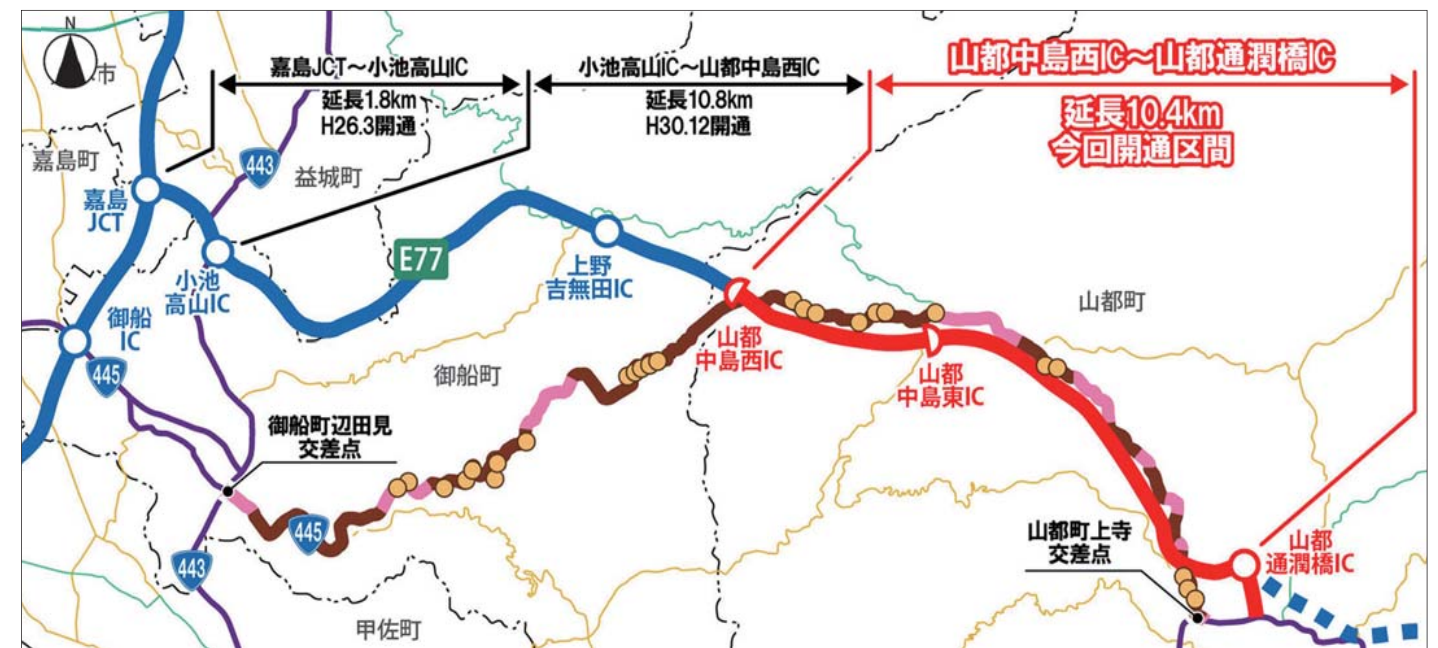 N
市
嘉島JCT～小池高山IC
延長1.8km
H26.3開通
小池高山IC～山都中島西IC
延長10.8km
H30.12開通
山都中島西IC～山都通潤橋IC
延長10.4km
今回開通区間
嘉島町
443
益城町
嘉島
JCT
E77
小池
高山IC
上野
吉無田IC
御船
IC
山都町
445
御船町
山都
中島西IC
山都
中島東IC
御船町辺田見
交差点
445
443
山都町上寺
交差点
山都
通潤橋IC
甲佐町